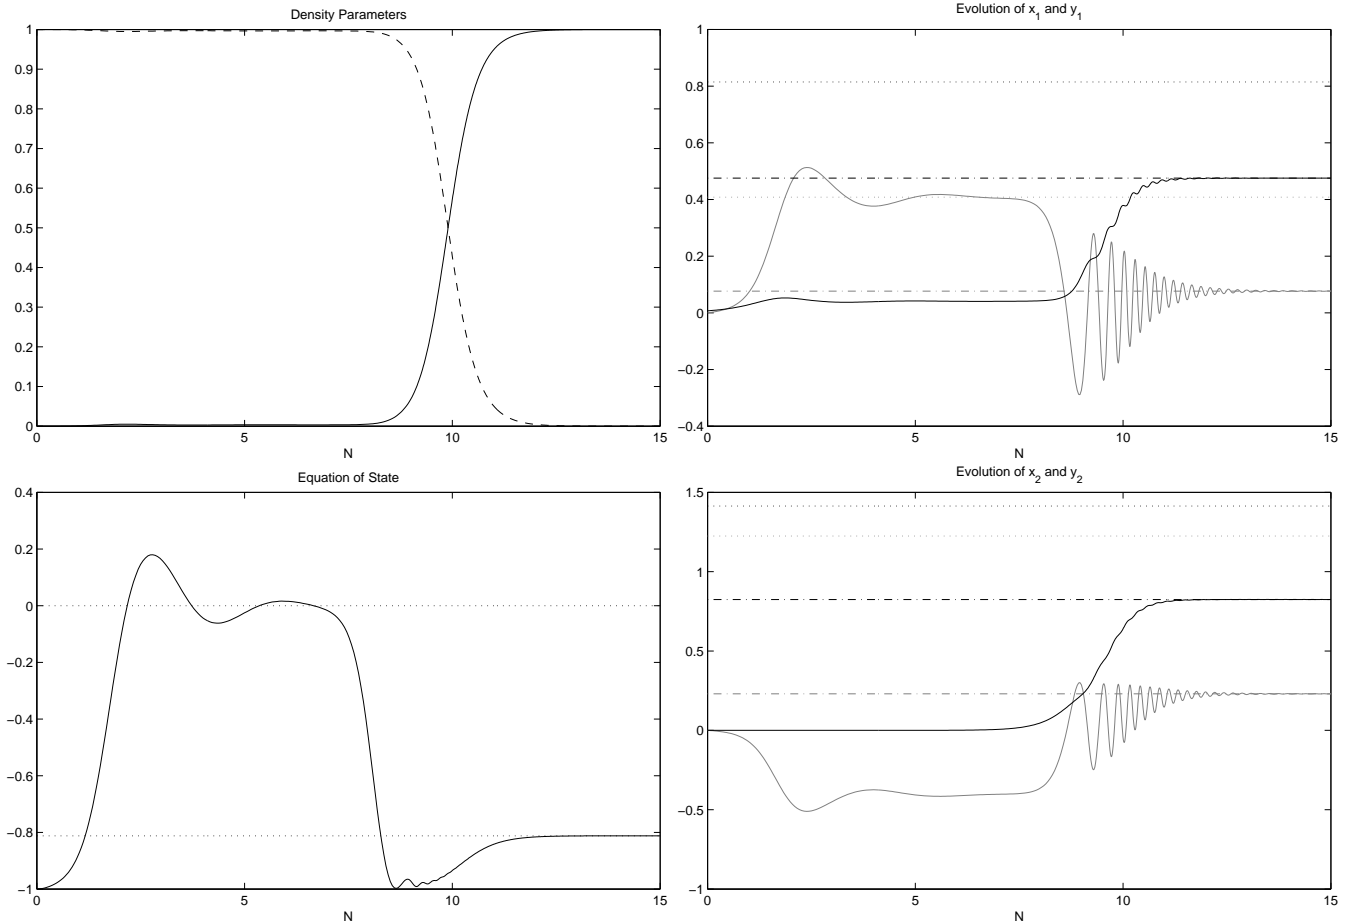 Density Parameters
1
0.9
0.8
0.7
0.6
0.5
0.4
0.3
0.2
0.1
0
0 5 10 15
N
Evolution of x1 and y1
1
0.8
0.6
0.4
0.2
0
−0.2
−0.4
0 5 10 15
N
Equation of State
0.4
0.2
0
−0.2
−0.4
−0.6
−0.8
−1
0 5 10 15
N
Evolution of x2 and y2
1.5
1
0.5
0
−0.5
−1
0 5 10 15
N